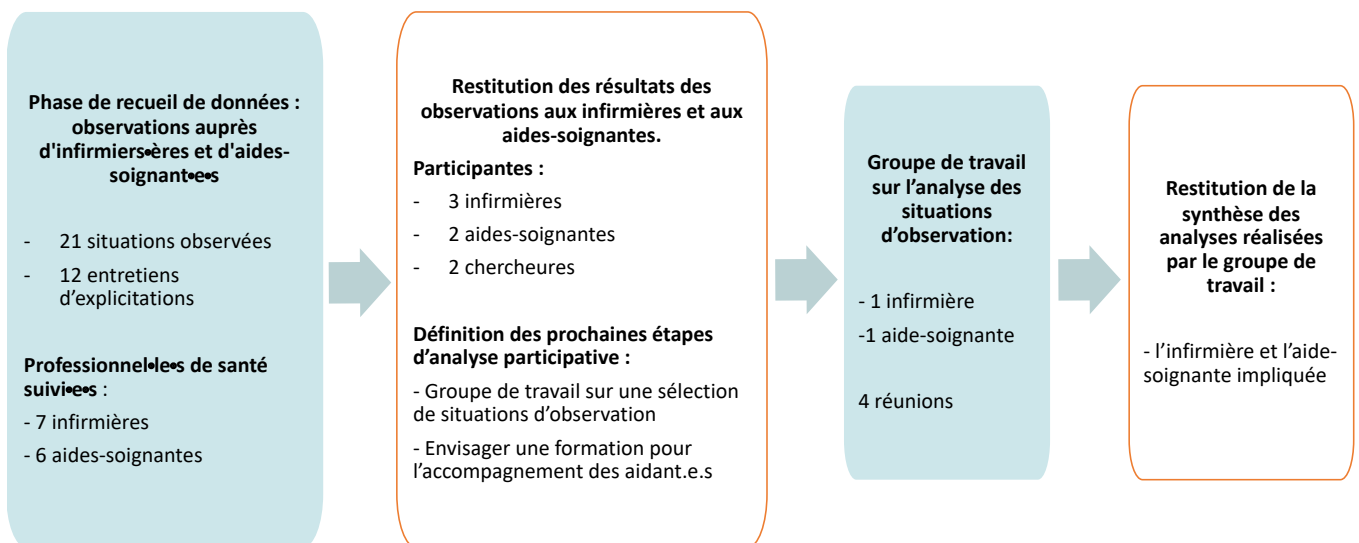 Phase de recueil de données :
observations auprès
d'infirmiers•ères et d'aides-
soignant•e•s
- 21 situations observées
- 12 entretiens
d'explicitations
Professionnel•le•s de santé
suivi•e•s :
- 7 infirmières
- 6 aides-soignantes
Restitution des résultats des
observations aux infirmières et aux
aides-soignantes.
Participantes :
- 3 infirmières
- 2 aides-soignantes
- 2 chercheures
Définition des prochaines étapes
d'analyse participative :
- Groupe de travail sur une sélection
de situations d'observation
- Envisager une formation pour
l'accompagnement des aidant.e.s
Groupe de travail
sur l'analyse des
situations
d'observation:
- 1 infirmière
-1 aide-soignante
4 réunions
Restitution de la
synthèse des
analyses réalisées
par le groupe de
travail :
- l'infirmière et l'aide-
soignante impliquée